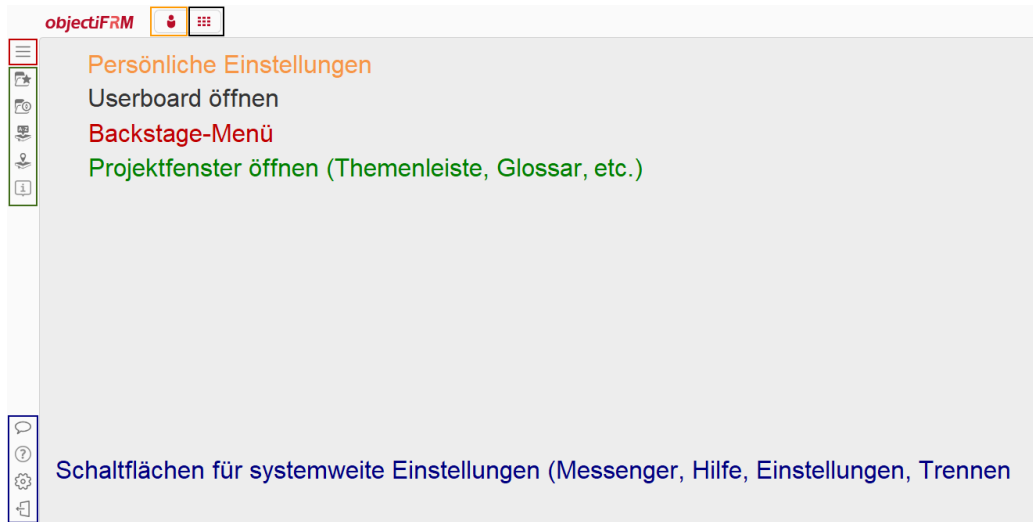 objectiFRM
Persönliche Einstellungen
Userboard öffnen
Backstage-Menü
Projektfenster öffnen (Themenleiste, Glossar, etc.)
Schaltflächen für systemweite Einstellungen (Messenger, Hilfe, Einstellungen, Trennen